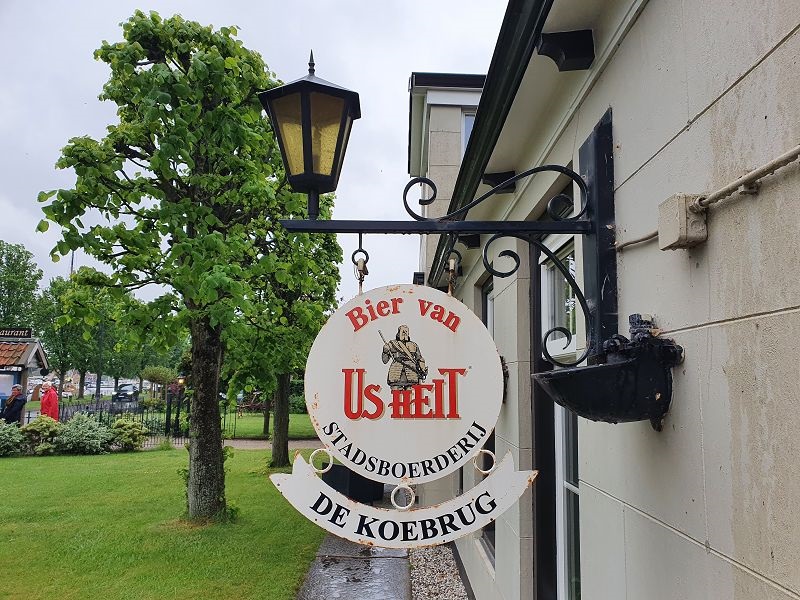 Bier van
US HEIT
STADSBOERDERIJ
DE KOEBRUG